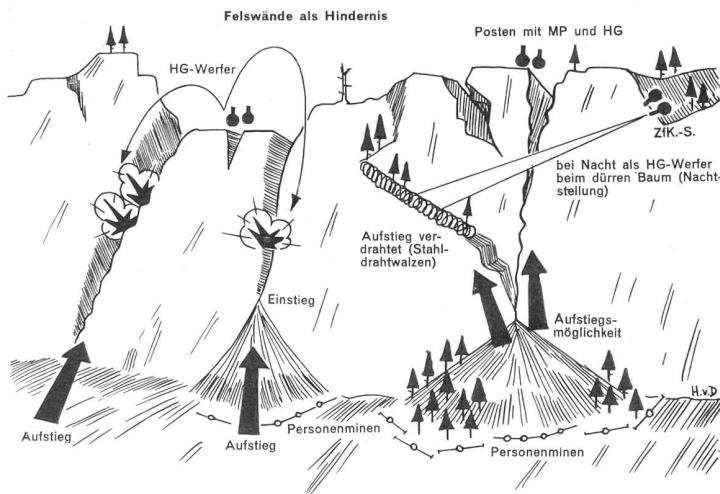 Felswände als Hindernis
Posten mit MP und HG
HG-Werfer
ZfK.-S.
bei Nacht als HG-Werfer
beim dürren Baum (Nacht-
stellung)
Aufstieg ver-
drahtet (Stahl-
drahtwalzen)
Einstieg
Aufstiegs-
möglichkeit
H.v.D
Aufstieg
Aufstieg
Personenminen
Personenminen